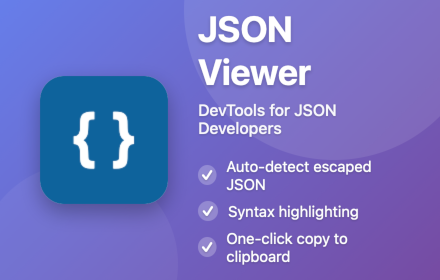 { }
JSON
Viewer
DevTools for JSON
Developers
Auto-detect escaped
JSON
Syntax highlighting
One-click copy to
clipboard